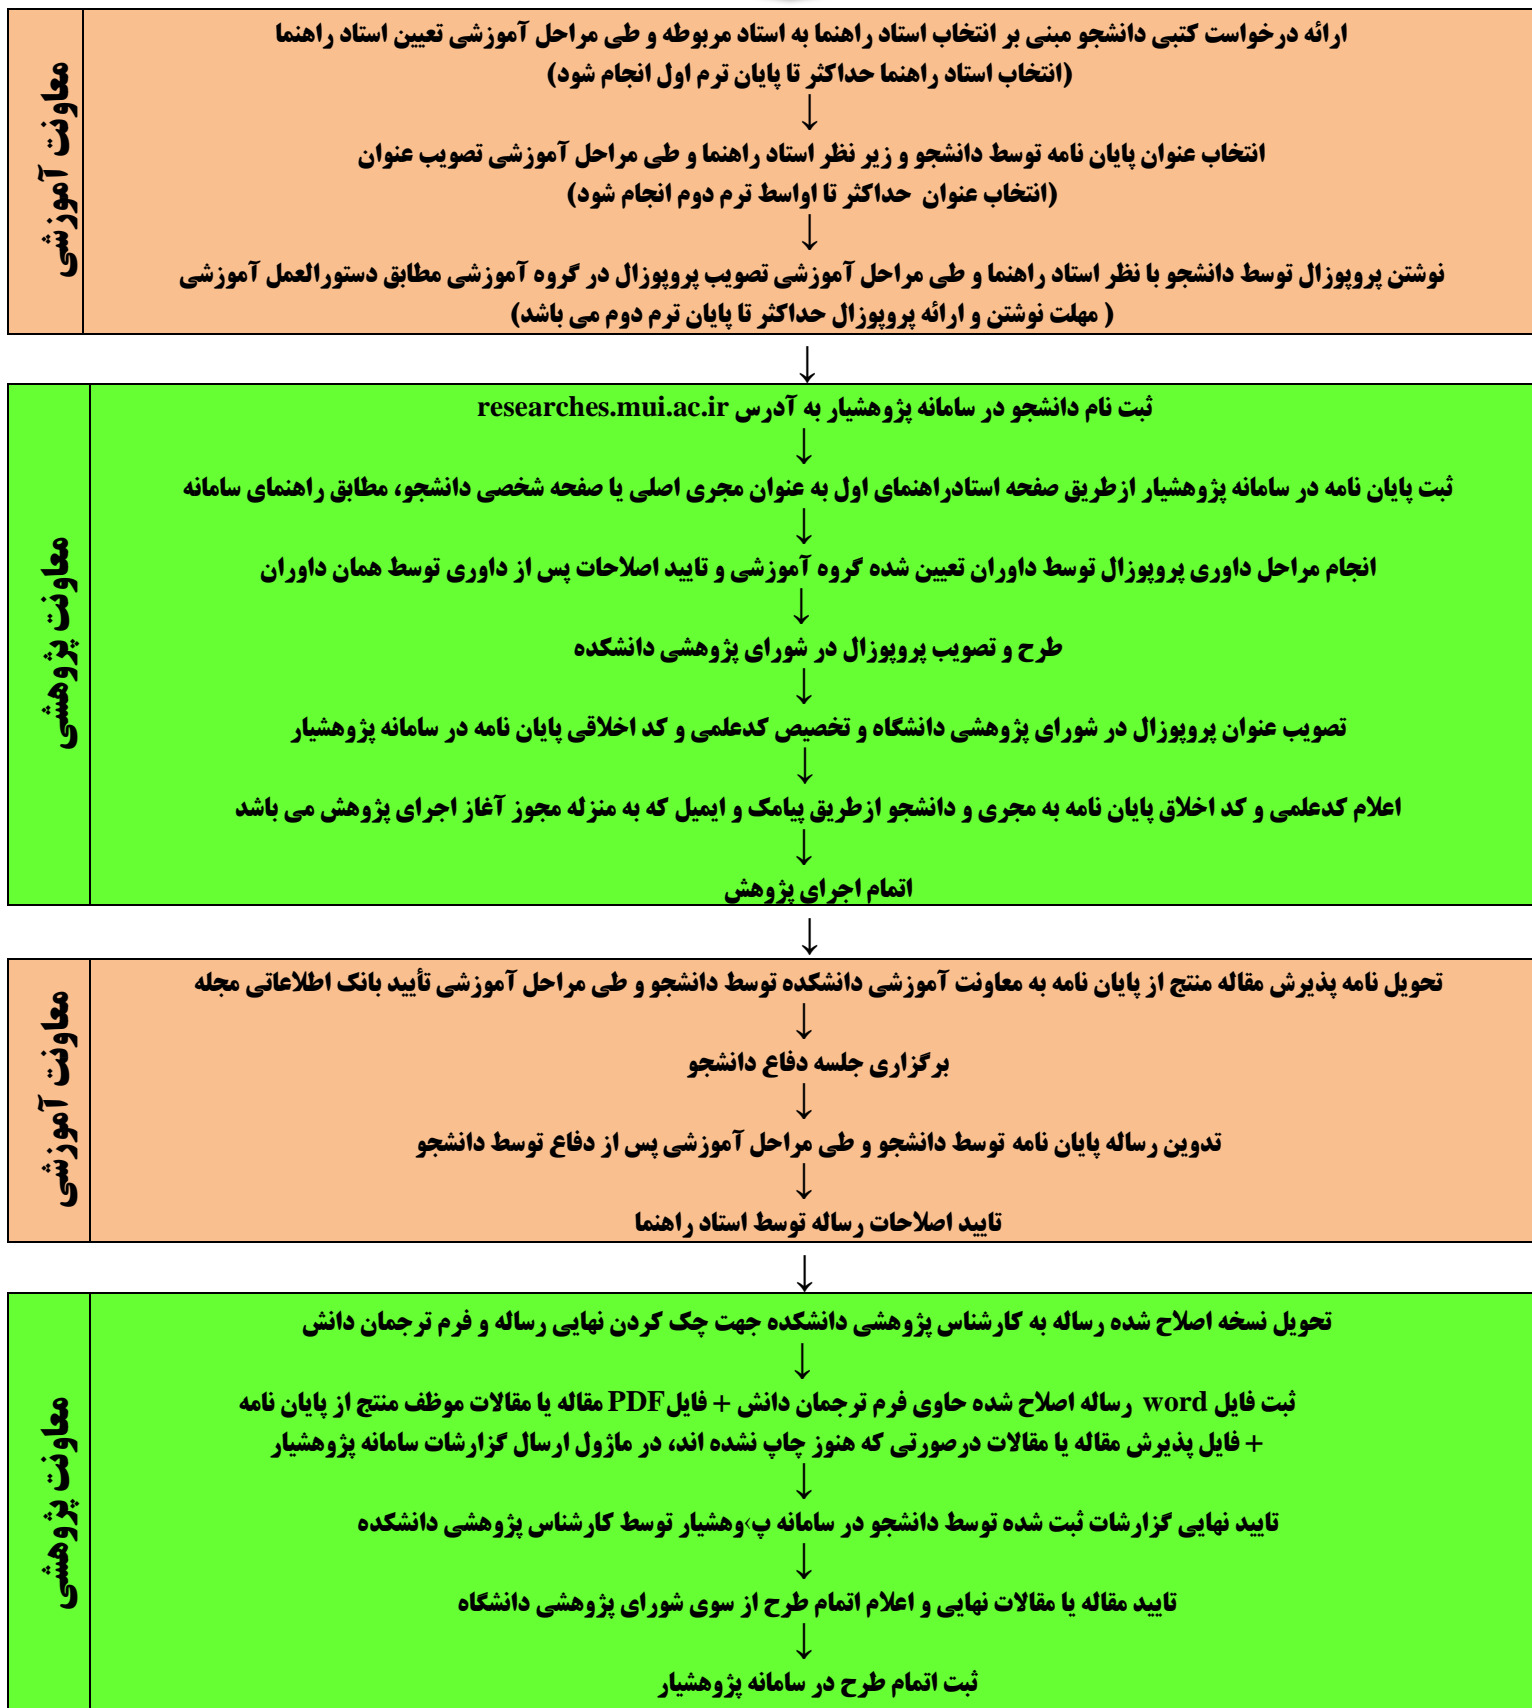 معاونت آموزشی
ارائه درخواست کتبی دانشجو مبنی بر انتخاب استاد راهنما به استاد مربوطه و طی مراحل آموزشی تعیین استاد راهنما
(انتخاب استاد راهنما حداکثر تا پایان ترم اول انجام شود)
↓
انتخاب عنوان پایان نامه توسط دانشجو و زیر نظر استاد راهنما و طی مراحل آموزشی تصویب عنوان
(انتخاب عنوان حداکثر تا اواسط ترم دوم انجام شود)
↓
نوشتن پروپوزال توسط دانشجو با نظر استاد راهنما و طی مراحل آموزشی تصویب پروپوزال در گروه آموزشی مطابق دستورالعمل آموزشی
( مهلت نوشتن و ارائه پروپوزال حداکثر تا پایان ترم دوم می باشد)
↓
معاونت پژوهشی
ثبت نام دانشجو در سامانه پژوهشیار به آدرس researches.mui.ac.ir
↓
ثبت پایان نامه در سامانه پژوهشیار ازطریق صفحه استادراهنمای اول به عنوان مجری اصلی یا صفحه شخصی دانشجو، مطابق راهنمای سامانه
↓
انجام مراحل داوری پروپوزال توسط داوران تعیین شده گروه آموزشی و تایید اصلاحات پس از داوری توسط همان داوران
↓
طرح و تصویب پروپوزال در شورای پژوهشی دانشکده
↓
تصویب عنوان پروپوزال در شورای پژوهشی دانشگاه و تخصیص کدعلمی و کد اخلاقی پایان نامه در سامانه پژوهشیار
↓
اعلام کدعلمی و کد اخلاق پایان نامه به مجری و دانشجو ازطریق پیامک و ایمیل که به منزله مجوز آغاز اجرای پژوهش می باشد
↓
اتمام اجرای پژوهش
↓
معاونت آموزشی
تحویل نامه پذیرش مقاله منتج از پایان نامه به معاونت آموزشی دانشکده توسط دانشجو و طی مراحل آموزشی تأیید بانک اطلاعاتی مجله
↓
برگزاری جلسه دفاع دانشجو
↓
تدوین رساله پایان نامه توسط دانشجو و طی مراحل آموزشی پس از دفاع توسط دانشجو
↓
تایید اصلاحات رساله توسط استاد راهنما
↓
معاونت پژوهشی
تحویل نسخه اصلاح شده رساله به کارشناس پژوهشی دانشکده جهت چک کردن نهایی رساله و فرم ترجمان دانش
↓
ثبت فایل word رساله اصلاح شده حاوی فرم ترجمان دانش + فایلPDF مقاله یا مقالات موظف منتج از پایان نامه
+ فایل پذیرش مقاله یا مقالات درصورتی که هنوز چاپ نشده اند، در ماژول ارسال گزارشات سامانه پژوهشیار
↓
تایید نهایی گزارشات ثبت شده توسط دانشجو در سامانه پ›وهشیار توسط کارشناس پژوهشی دانشکده
↓
تایید مقاله یا مقالات نهایی و اعلام اتمام طرح از سوی شورای پژوهشی دانشگاه
↓
ثبت اتمام طرح در سامانه پژوهشیار